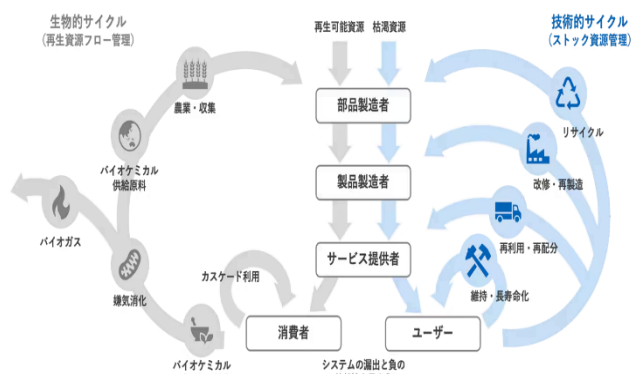 生物的サイクル
（再生資源フロー管理）
再生可能資源
枯渇資源
技術的サイクル
（ストック資源管理）
農業・収集
部品製造者
リサイクル
バイオケミカル
供給原料
製品製造者
改修・再製造
バイオガス
サービス提供者
再利用・再配分
嫌気消化
カスケード利用
維持・長寿命化
消費者
ユーザー
バイオケミカル
システムの漏出と負の